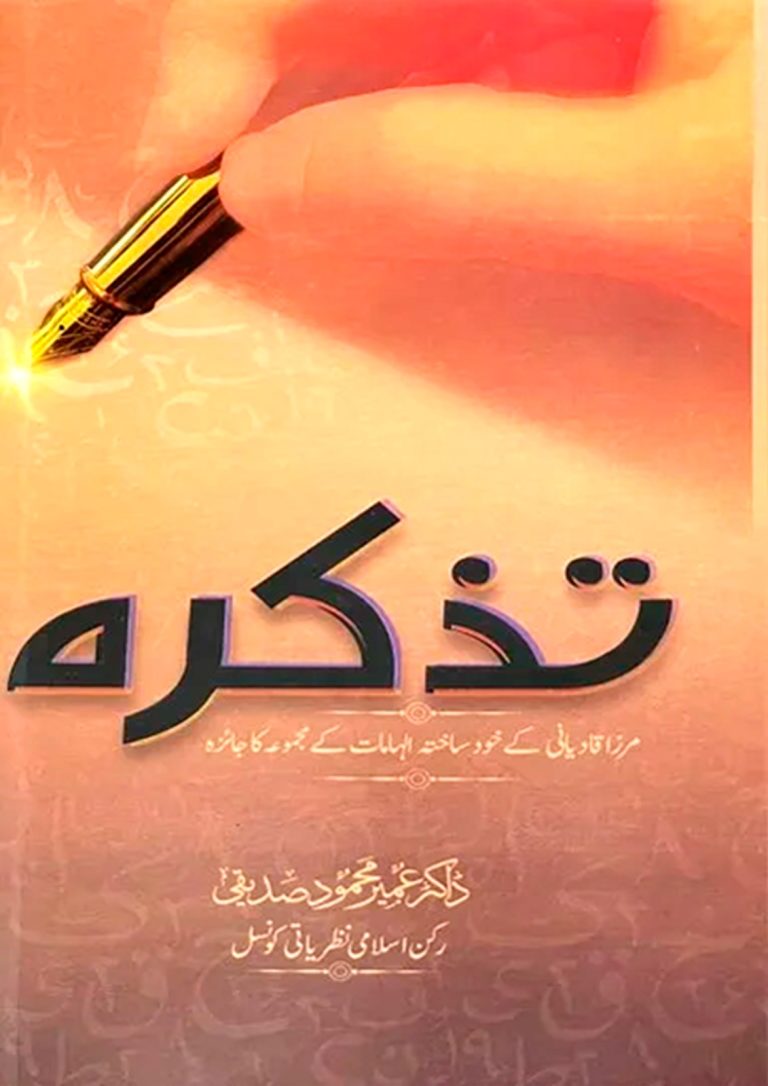 تذکرہ
مرزا قادیانی کے خود ساختہ الہامات کے مجموعہ کا جائزہ
ڈاکٹر عمیر محمود صدیقی
رکن اسلامی نظریاتی کونسل